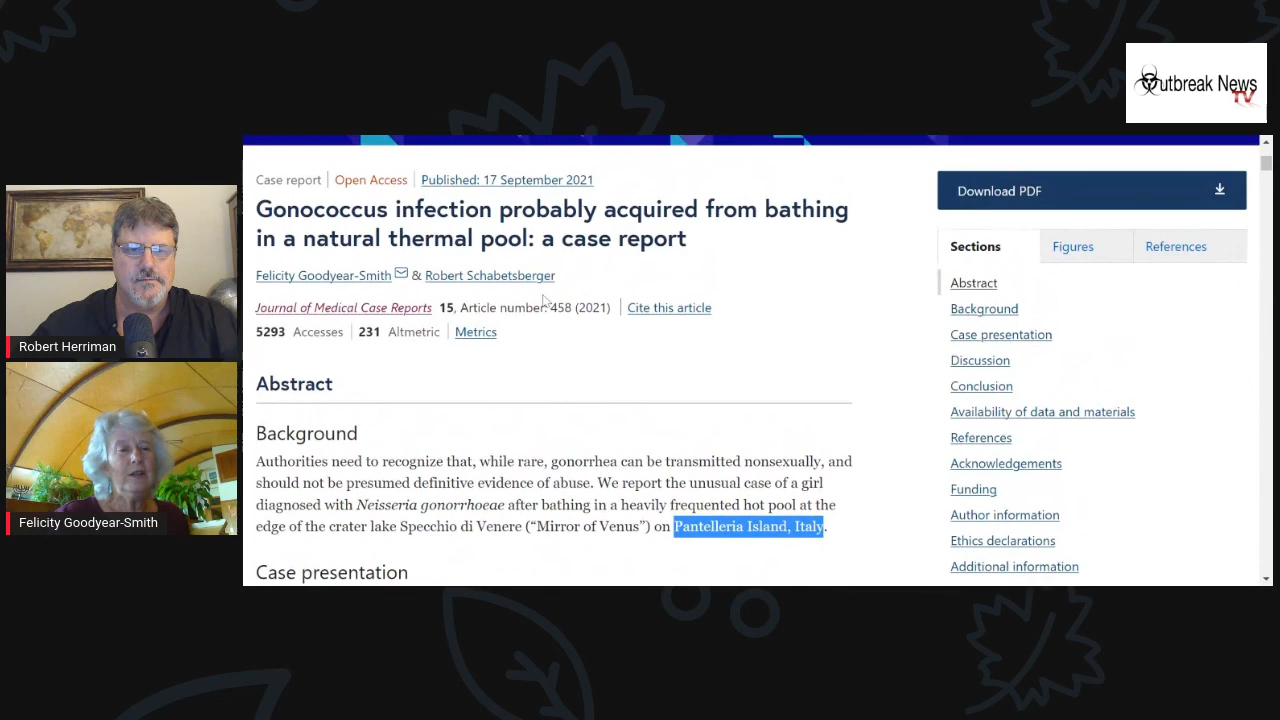 Outbreak News
TV
Case report | Open Access | Published: 17 September 2021
Gonococcus infection probably acquired from bathing
in a natural thermal pool: a case report
Felicity Goodyear-Smith & Robert Schabetsberger
Journal of Medical Case Reports 15, Article number: 458 (2021) | Cite this article
5293 Accesses | 231 Altmetric | Metrics
Abstract
Background
Authorities need to recognize that, while rare, gonorrhea can be transmitted nonsexually, and
should not be presumed definitive evidence of abuse. We report the unusual case of a girl
diagnosed with Neisseria gonorrhoeae after bathing in a heavily frequented hot pool at the
edge of the crater lake Specchio di Venere (“Mirror of Venus”) on Pantelleria Island, Italy.
Case presentation
Download PDF
Sections
Figures
References
Abstract
Background
Case presentation
Discussion
Conclusion
Availability of data and materials
References
Acknowledgements
Funding
Author information
Ethics declarations
Additional information
Robert Herriman
Felicity Goodyear-Smith